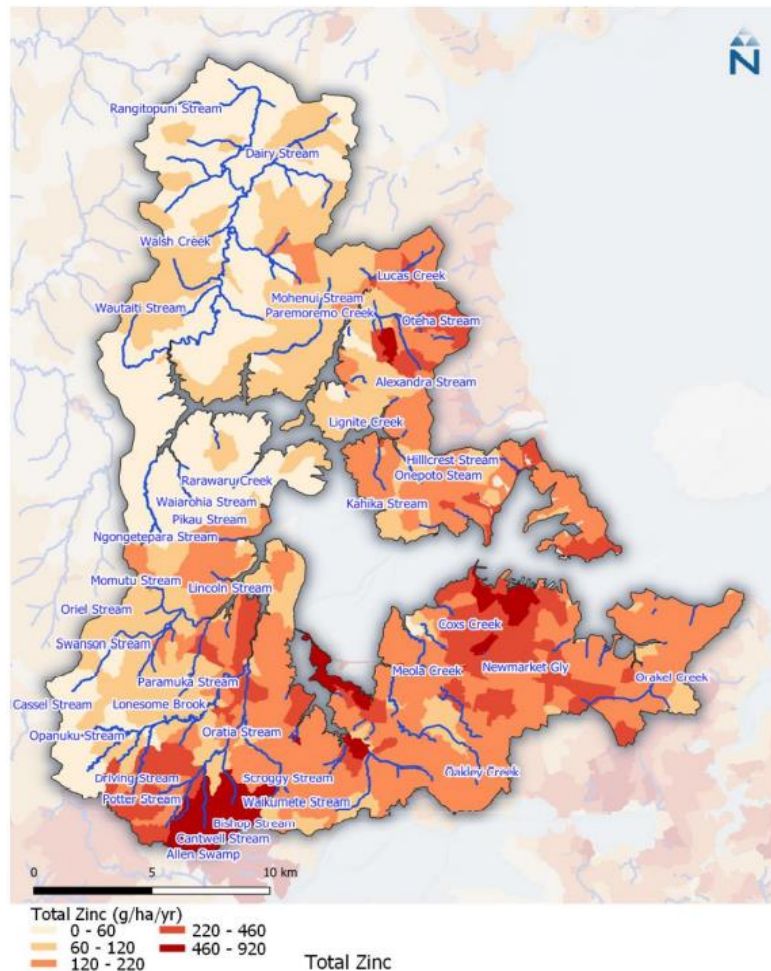 N
Rangitopuni Stream
Dairy Stream
Walsh Creek
Lucas Creek
Mohenui Stream
Wautaiti Stream
Paremoremo Creek
Oteha Stream
Alexandra Stream
Lignite Creek
Hilllcrest Stream
Onepoto Steam
Rarawaru Creek
Waiarohia Stream
Kahika Stream
Pikau Stream
Ngongetepara Stream
Momutu Stream
Lincoln Stream
Oriel Stream
Coxs Creek
Swanson Stream
Meola Creek
Newmarket Gly
Paramuka Stream
Orakei Creek
Cassel Stream
Lonesome Brook
Opanuku Stream
Oratia Stream
Driving Stream
Scroggy Stream
Oakley Creek
Potter Stream
Waikumete Stream
Bishop Stream
Cantwell Stream
Allen Swamp
0 5 10 km
Total Zinc (g/ha/yr)
0 - 60 220 - 460
60 - 120 460 - 920
120 - 220 Total Zinc